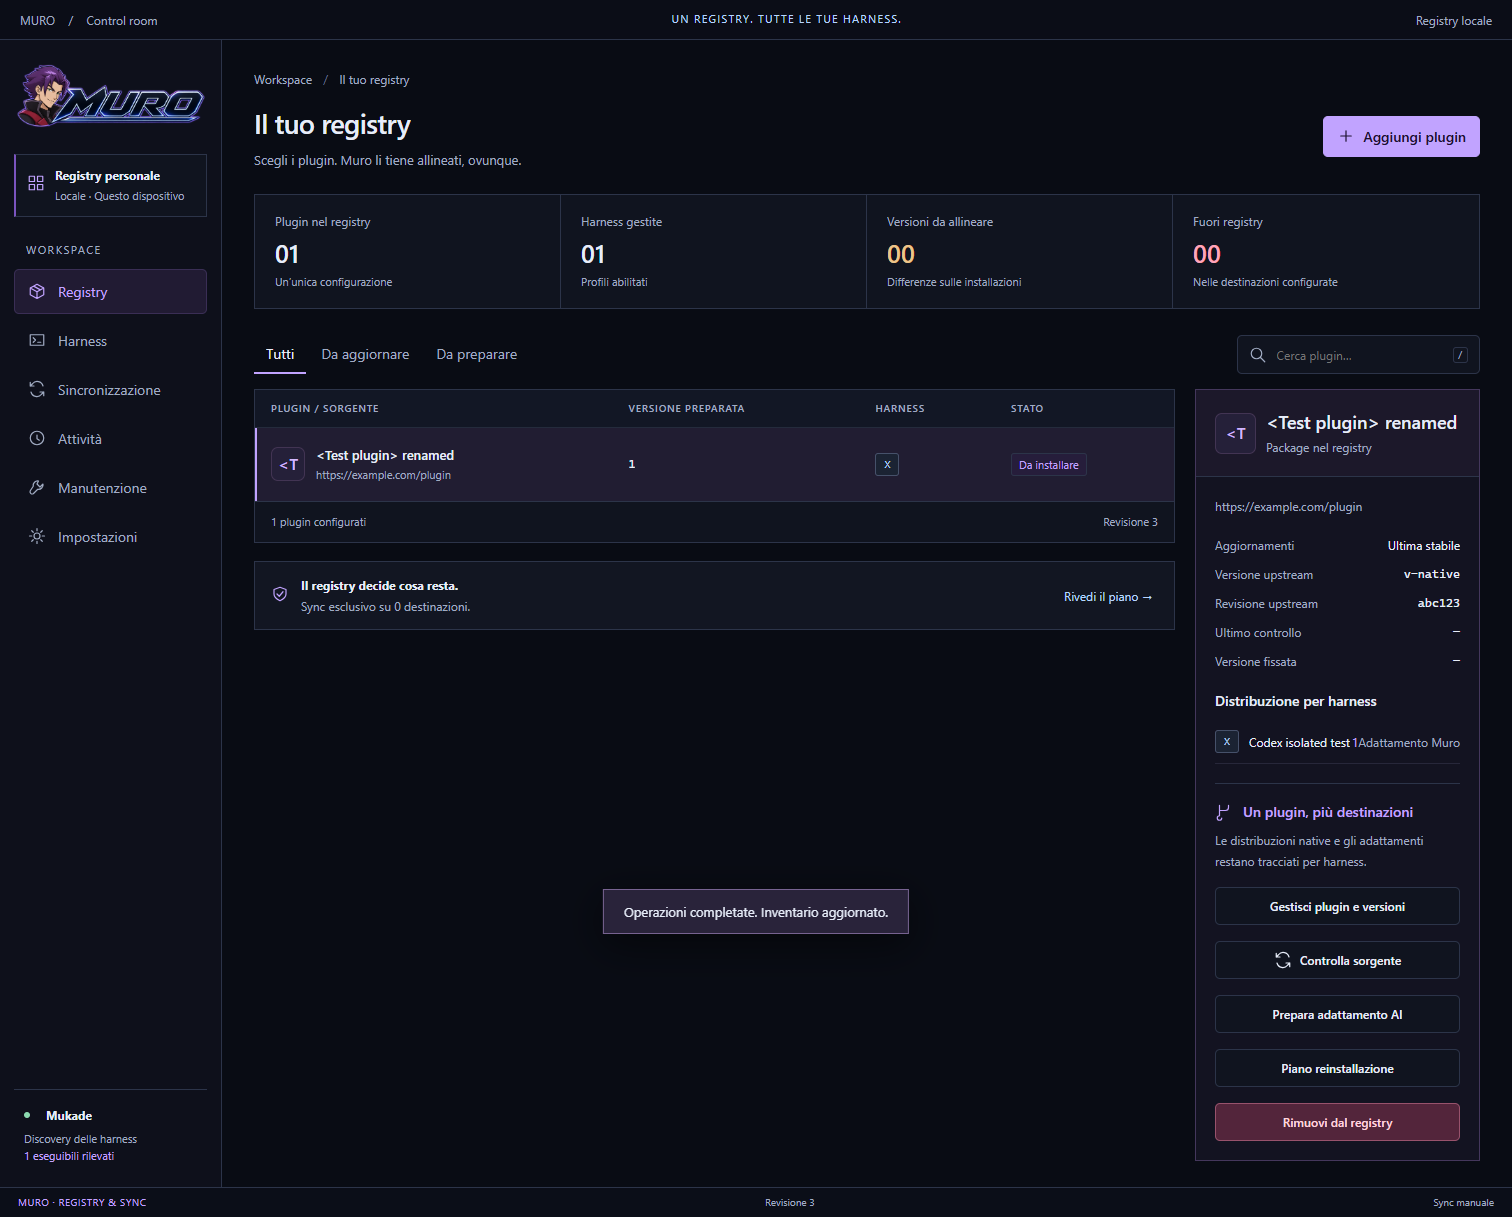 MURO / Control room
UN REGISTRY. TUTTE LE TUE HARNESS.
Registry locale
MURO
Registry personale
Locale · Questo dispositivo
WORKSPACE
Registry
Harness
Sincronizzazione
Attività
Manutenzione
Impostazioni
Mukade
Discovery delle harness
1 eseguibili rilevati
Workspace / Il tuo registry
Il tuo registry
Scegli i plugin. Muro li tiene allineati, ovunque.
Aggiungi plugin
Plugin nel registry
01
Un'unica configurazione
Harness gestite
01
Profili abilitati
Versioni da allineare
00
Differenze sulle installazioni
Fuori registry
00
Nelle destinazioni configurate
Tutti Da aggiornare Da preparare
Cerca plugin... /
PLUGIN / SORGENTE VERSIONE PREPARATA HARNESS STATO
<T
<Test plugin> renamed
https://example.com/plugin
1
X
Da installare
1 plugin configurati
Revisione 3
Il registry decide cosa resta.
Sync esclusivo su 0 destinazioni.
Rivedi il piano →
<T
<Test plugin> renamed
Package nel registry
https://example.com/plugin
Aggiornamenti Ultima stabile
Versione upstream v-native
Revisione upstream abc123
Ultimo controllo —
Versione fissata —
Distribuzione per harness
X Codex isolated test 1Adattamento Muro
Un plugin, più destinazioni
Le distribuzioni native e gli adattamenti
restano tracciati per harness.
Gestisci plugin e versioni
Controlla sorgente
Prepara adattamento AI
Piano reinstallazione
Rimuovi dal registry
Operazioni completate. Inventario aggiornato.
MURO · REGISTRY & SYNC
Revisione 3
Sync manuale